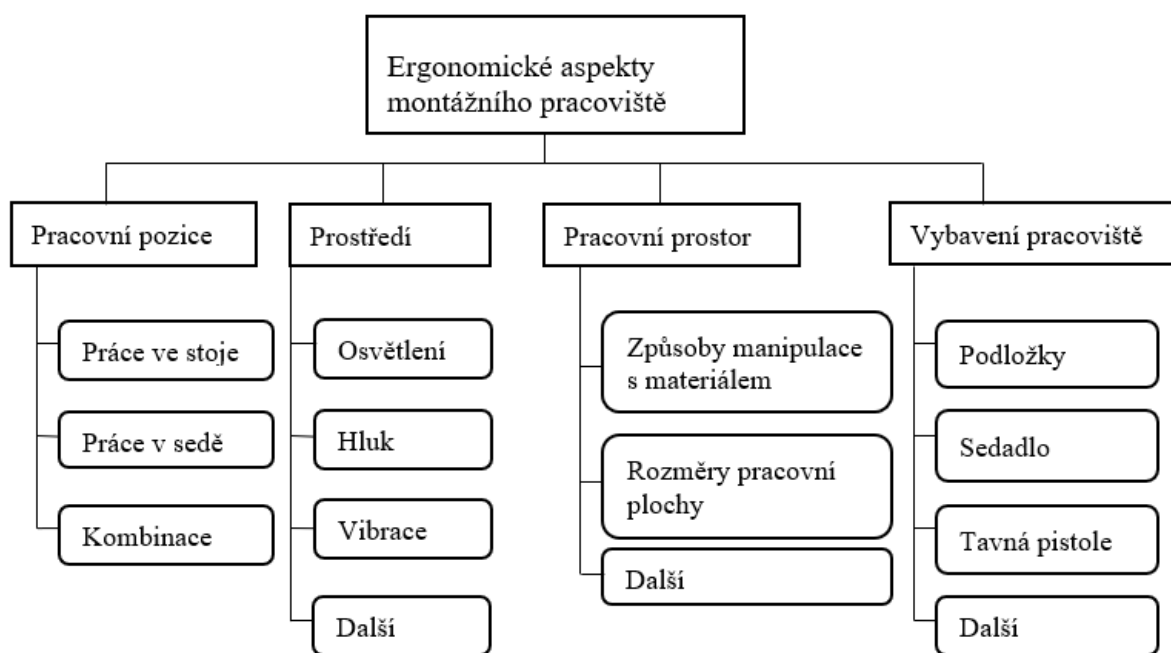 Ergonomické aspekty
montážního pracoviště
Pracovní pozice
Práce ve stoje
Práce v sedě
Kombinace
Prostředí
Osvětlení
Hluk
Vibrace
Další
Pracovní prostor
Způsoby manipulace
s materiálem
Rozměry pracovní
plochy
Další
Vybavení pracoviště
Podložky
Sedadlo
Tavná pistole
Další